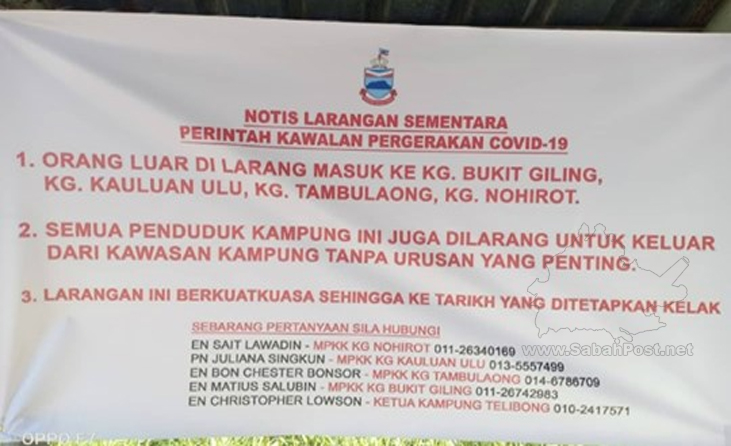 NOTIS LARANGAN SEMENTARA
PERINTAH KAWALAN PERGERAKAN COVID-19
1. ORANG LUAR DI LARANG MASUK KE KG. BUKIT GILING,
KG. KAULUAN ULU, KG. TAMBULAONG, KG. NOHIROT.
2. SEMUA PENDUDUK KAMPUNG INI JUGA DILARANG UNTUK KELUAR
DARI KAWASAN KAMPUNG TANPA URUSAN YANG PENTING.
3. LARANGAN INI BERKUATKUASA SEHINGGA KE TARIKH YANG DITETAPKAN KELAK
SEBARANG PERTANYAAN SILA HUBUNGI
EN SAIT LAWADIN - MPKK KG NOHIROT 011-26340169
PN JULIANA SINGKUN - MPKK KG KAULUAN ULU 013-5557499
EN BON CHESTER BONSOR - MPKK KG TAMBULAONG 014-6786709
EN MATIUS SALUBIN - MPKK KG BUKIT GILING 011-26742983
EN CHRISTOPHER LOWSON - KETUA KAMPUNG TELIBONG 010-2417571
www.SabahPost.net
OPPO F7